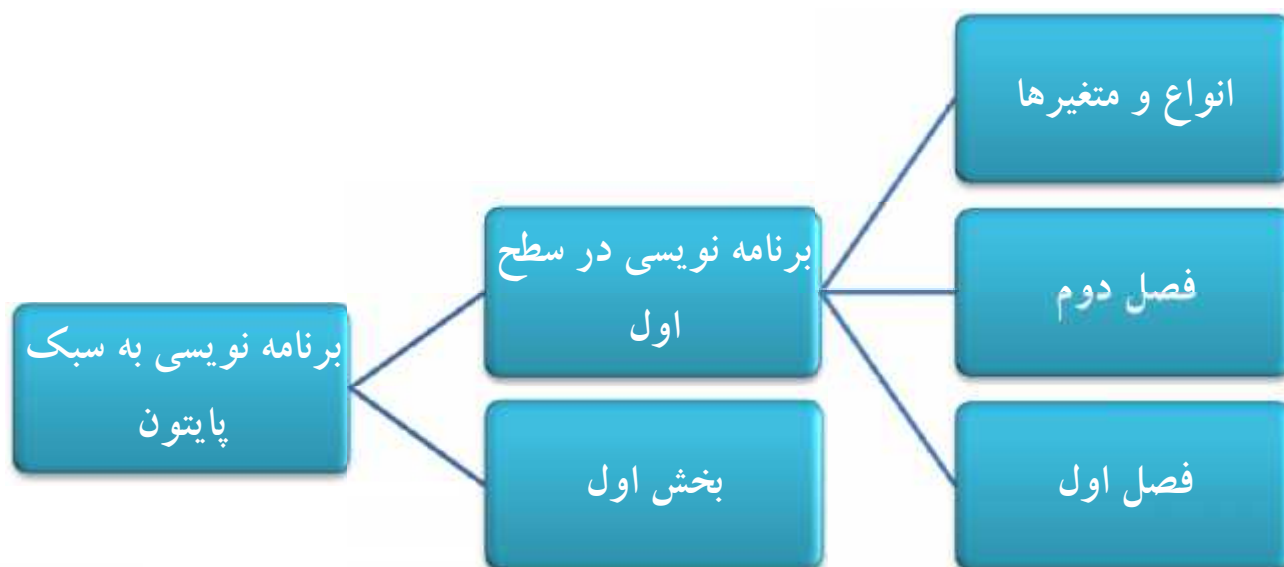 انواع و متغیرها
برنامه نویسی در سطح
اول
فصل دوم
برنامه نویسی به سبک
پایتون
بخش اول
فصل اول